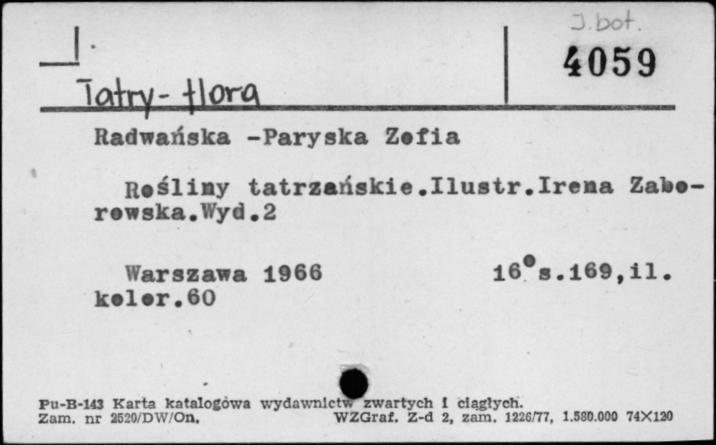 J.bot.
4059
Tatry - flora
Radwańska -Paryska Zofia
Rośliny tatrzańskie.Ilustr.Irena Zabo-
rowska.Wyd.2
Warszawa 1966 16° s.169,il.
kolor.60
Pu-B-143 Karta katalogowa wydawnictw zwartych i ciągłych.
Zam. nr 2520/DW/On. WZGraf. Z-d 2, zam. 1226/77, 1.580.000 74X120